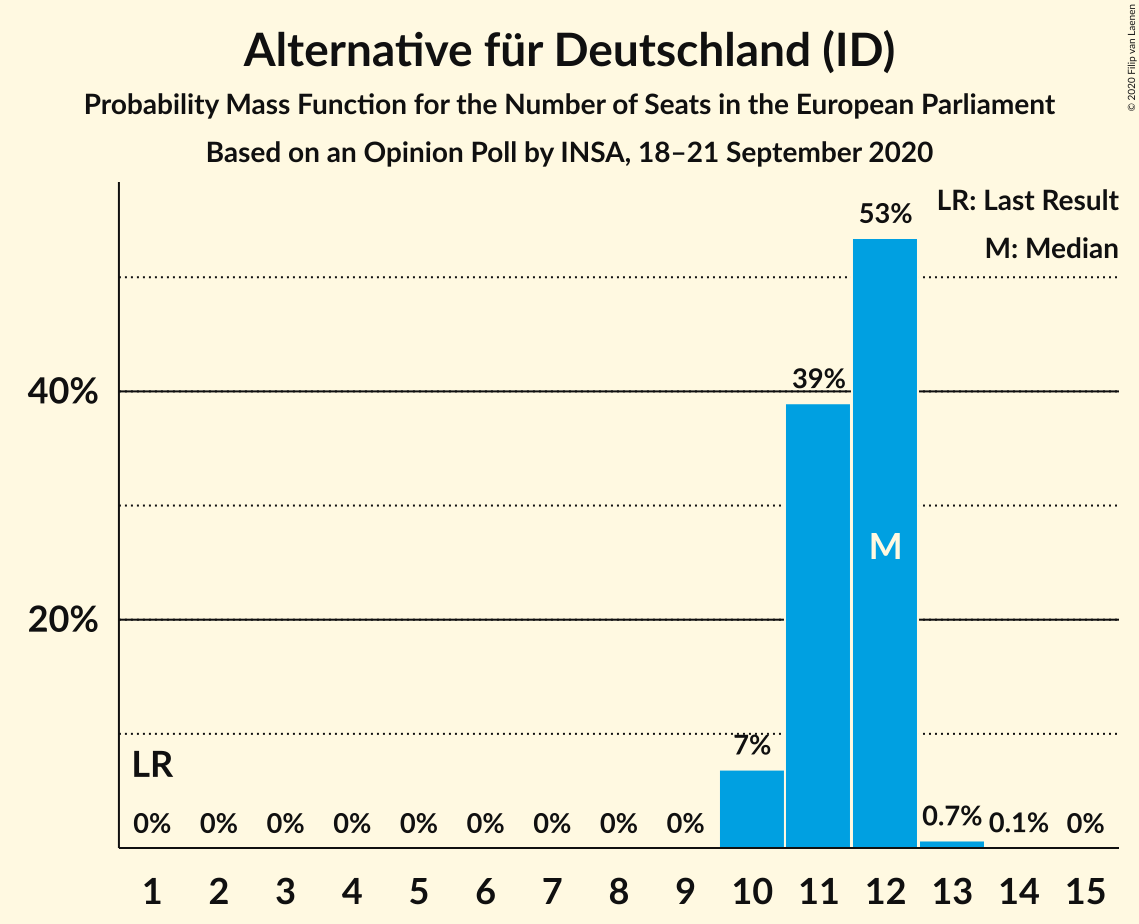 Alternative für Deutschland (ID)
Probability Mass Function for the Number of Seats in the European Parliament
Based on an Opinion Poll by INSA, 18–21 September 2020
© 2020 Filip van Laenen
LR: Last Result
M: Median
53%
39%
40%
M
20%
7%
LR
0% 0% 0% 0% 0% 0% 0% 0% 0% 0.7% 0.1% 0%
1 2 3 4 5 6 7 8 9 10 11 12 13 14 15